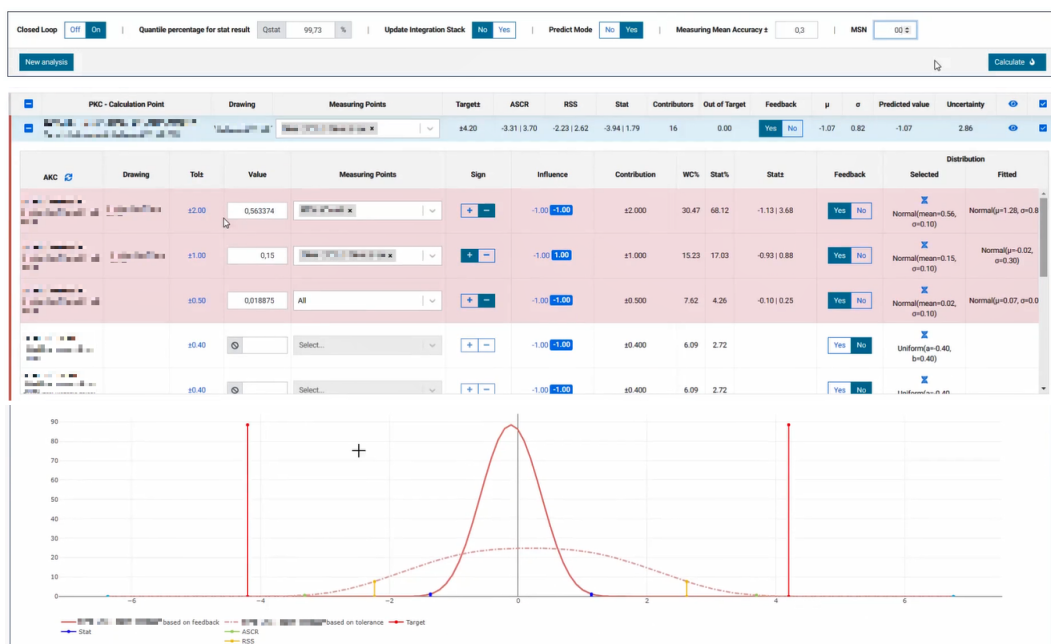 Closed Loop Off On | Quantile percentage for stat result Qstat 99,73 % | Update Integration Stack No Yes | Predict Mode No Yes | Measuring Mean Accuracy ± 0,3 | MSN 00
New analysis Calculate
PKC - Calculation Point Drawing Measuring Points Target± ASCR RSS Stat Contributors Out of Target Feedback μ σ Predicted value Uncertainty
±4.20 -3.31 | 3.70 -2.23 | 2.62 -3.94 | 1.79 16 0.00 Yes No -1.07 0.82 -1.07 2.86
Distribution
AKC Drawing Tol± Value Measuring Points Sign Influence Contribution WC% Stat% Stat± Feedback Selected Fitted
±2.00 0,563374 + − -1.00 -1.00 ±2.000 30.47 68.12 -1.13 | 3.68 Yes No Normal(mean=0.56, σ=0.10) Normal(μ=1.28, σ=0.8
±1.00 0,15 + − -1.00 1.00 ±1.000 15.23 17.03 -0.93 | 0.88 Yes No Normal(mean=0.15, σ=0.10) Normal(μ=-0.02, σ=0.30)
±0.50 0,018875 All + − -1.00 -1.00 ±0.500 7.62 4.26 -0.10 | 0.25 Yes No Normal(mean=0.02, σ=0.10) Normal(μ=0.07, σ=0.0
±0.40 Select... + − -1.00 -1.00 ±0.400 6.09 2.72 Yes No Uniform(a=-0.40, b=0.40)
±0.40 Select... + − -1.00 -1.00 ±0.400 6.09 2.72 Yes No Uniform(a=-0.40,
90
80
70
60
50
40
30
20
10
0
−6 −4 −2 0 2 4 6
based on feedback based on tolerance Target
Stat ASCR
RSS